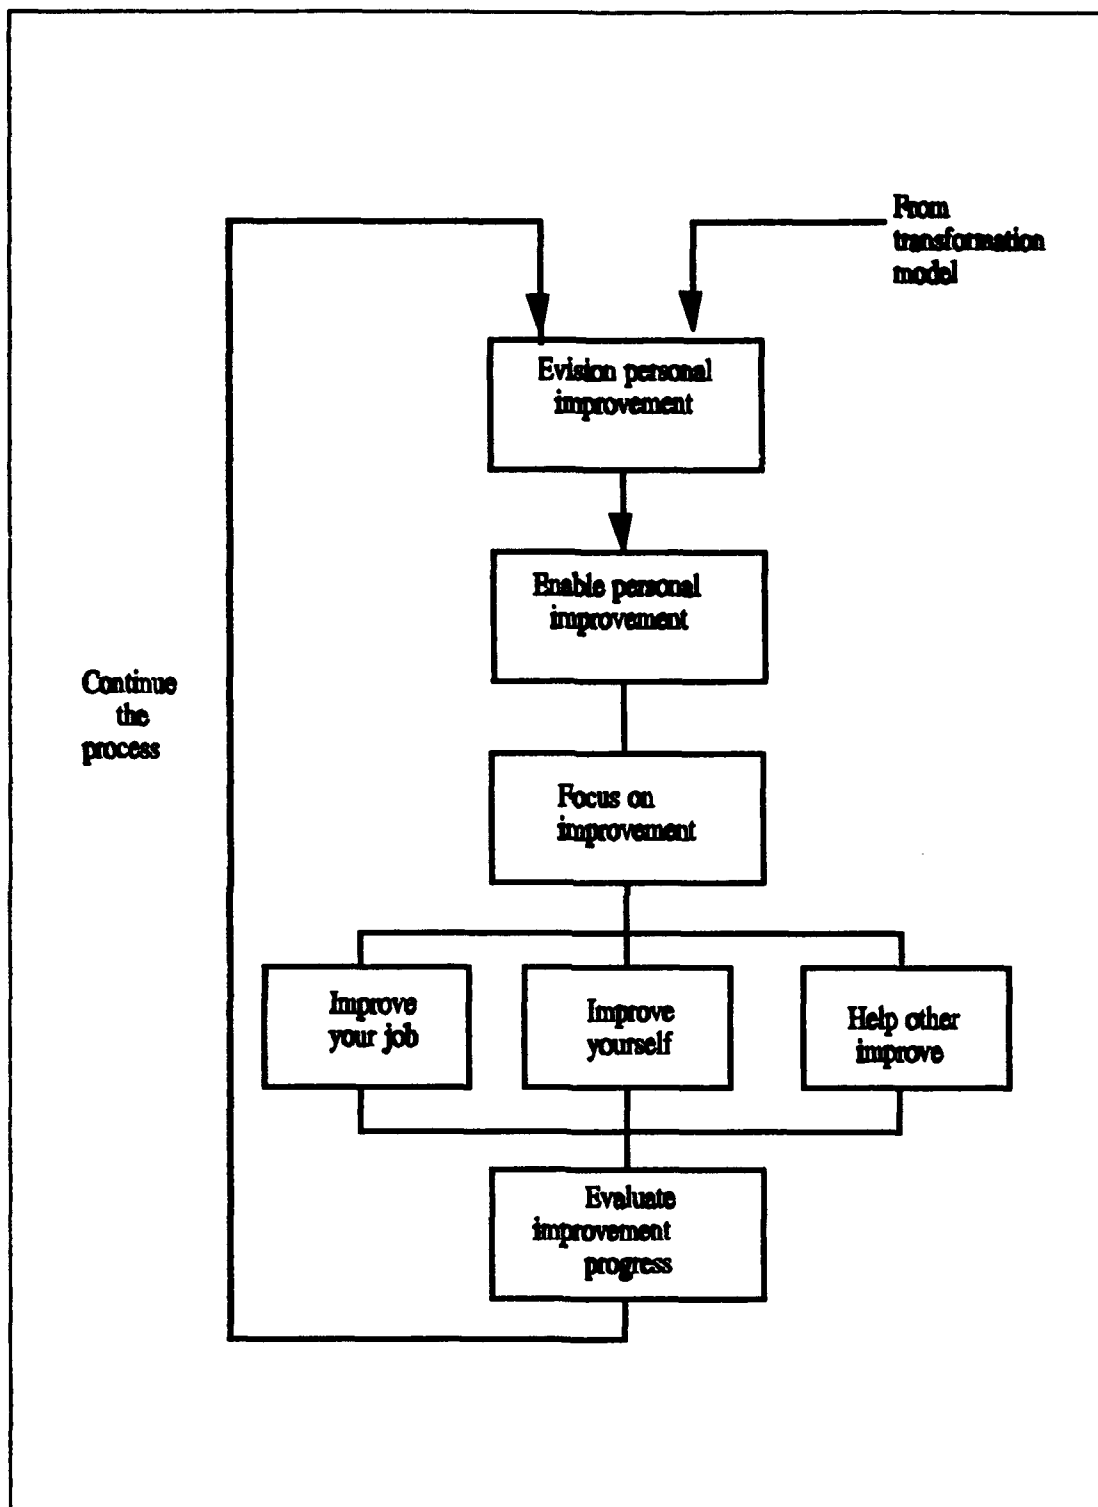 From
transformation
model
Evision personal
improvement
Enable personal
improvement
Continue
the
process
Focus on
improvement
Improve
your job
Improve
yourself
Help other
improve
Evaluate
improvement
progress